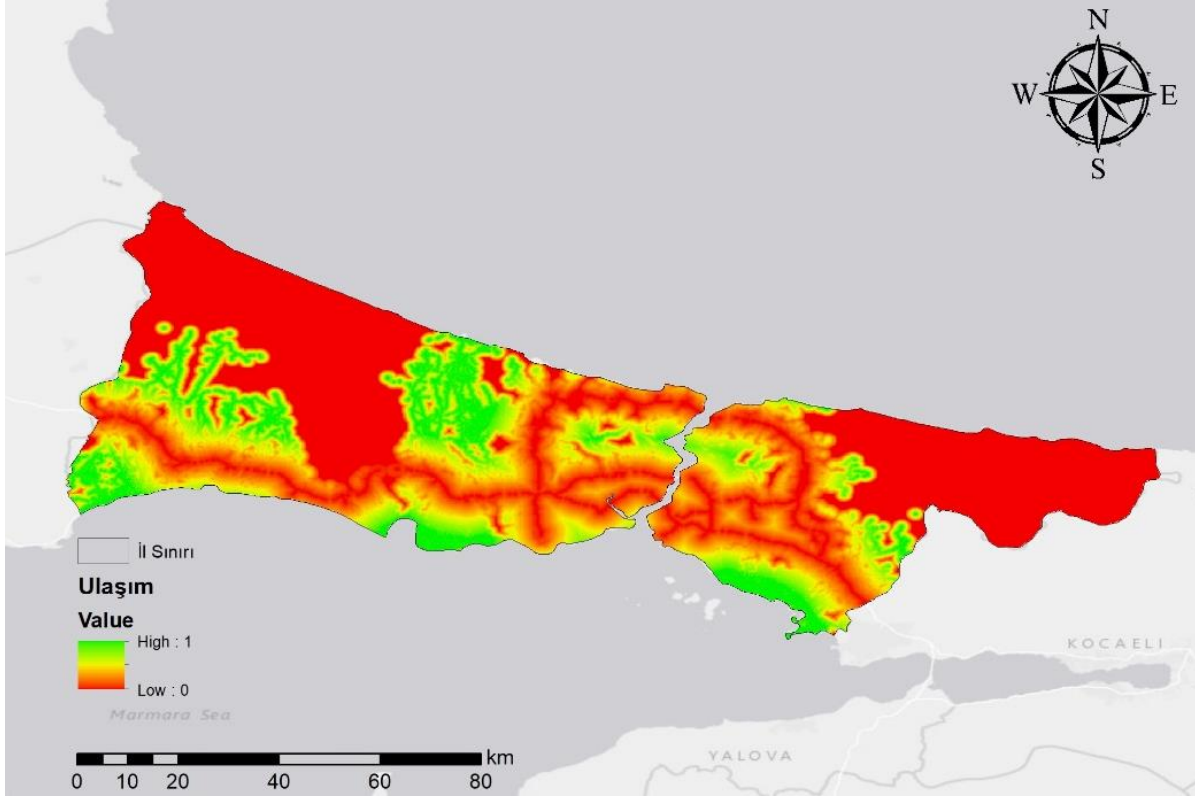 N
W E
S
İl Sınırı
Ulaşım
Value
High : 1
Low : 0
Marmara Sea
KOCAELİ
YALOVA
km
0 10 20 40 60 80